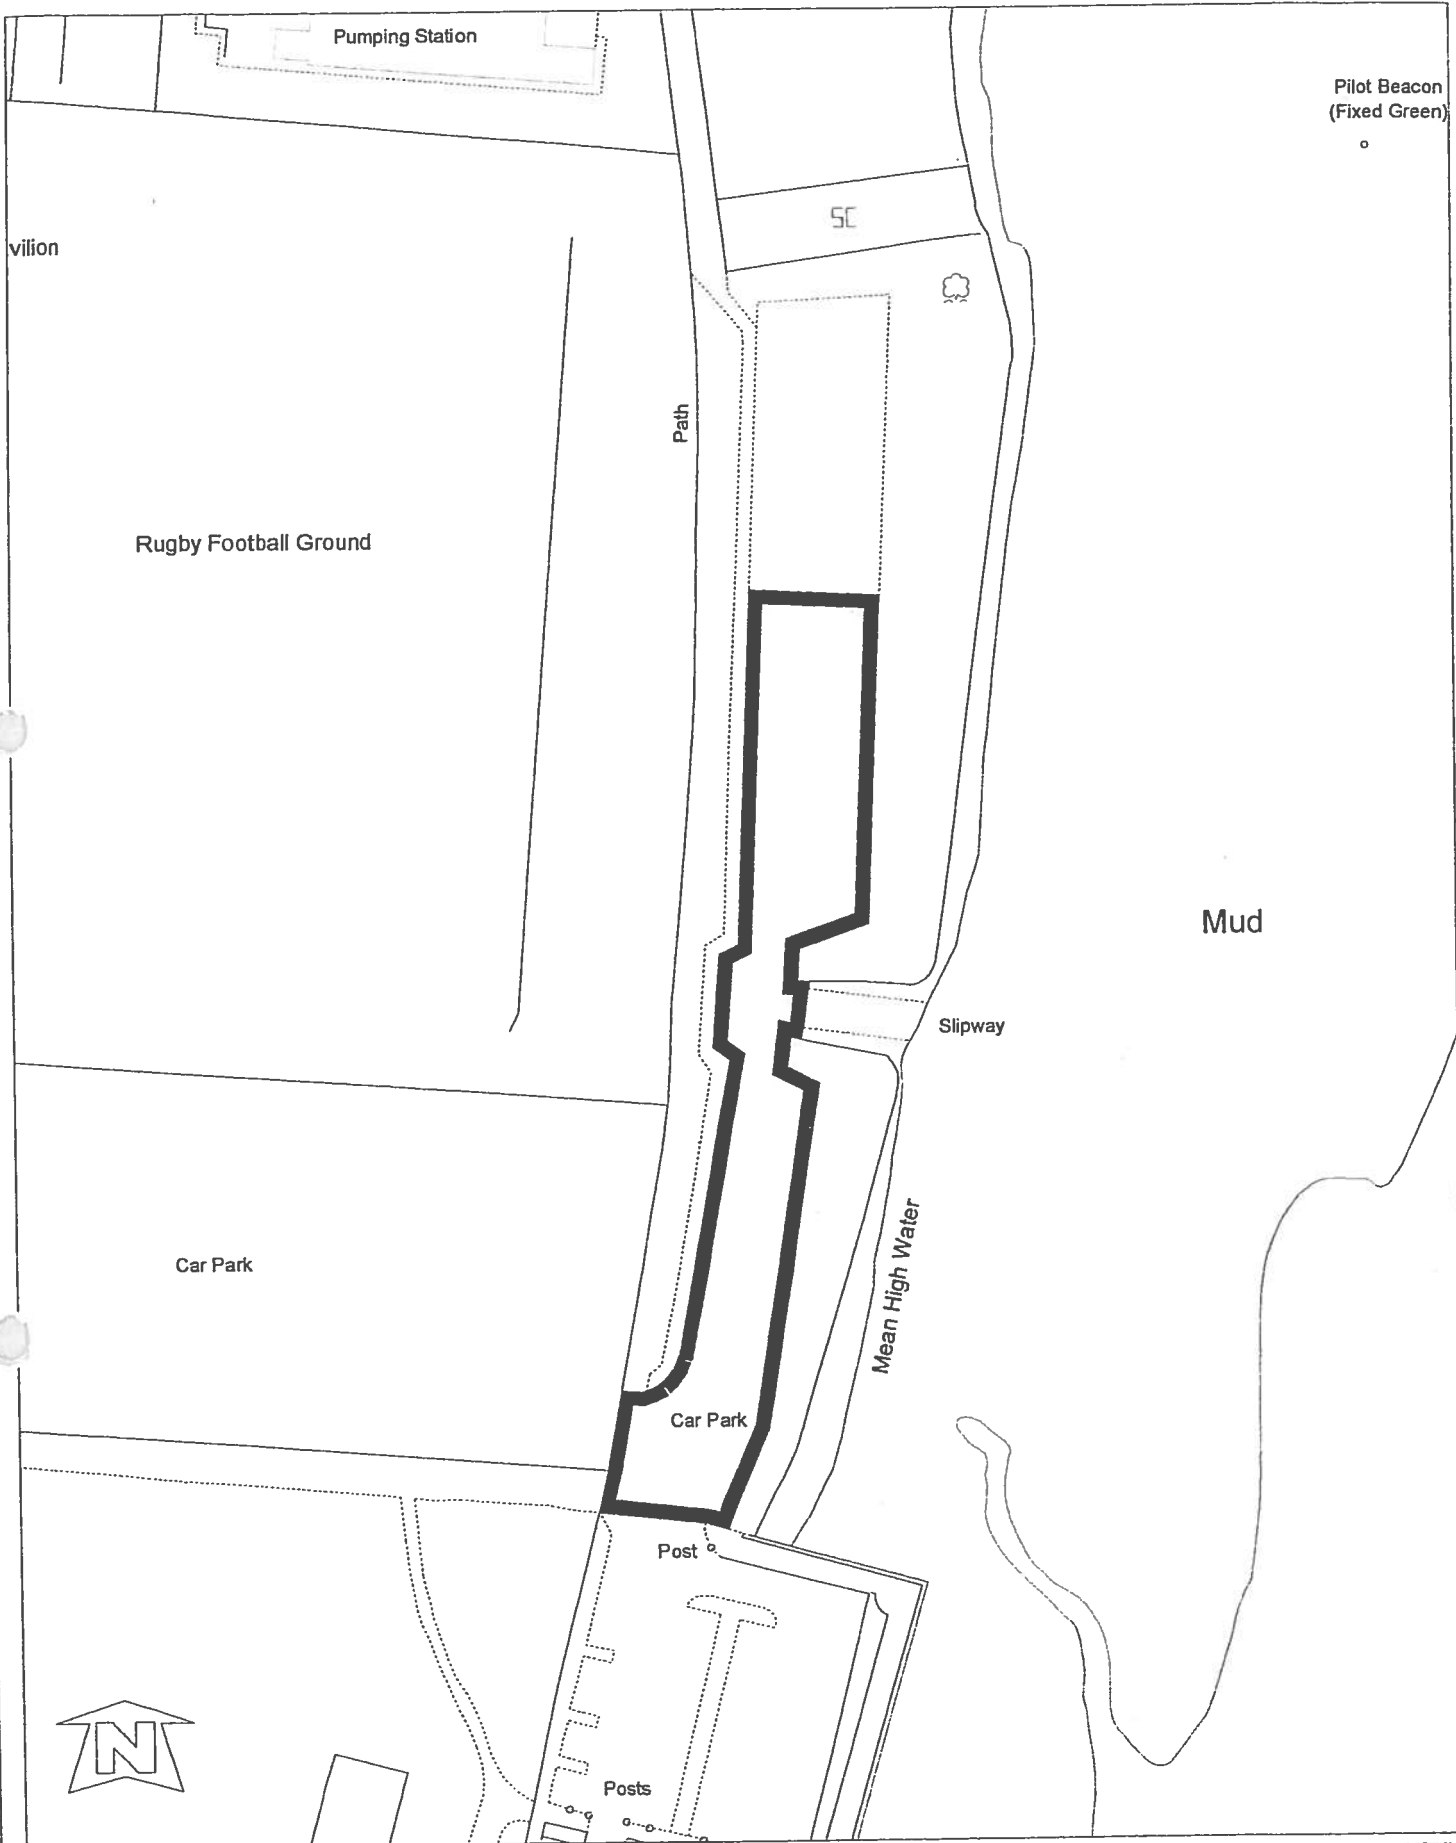 Pumping Station
Pilot Beacon
(Fixed Green)
SC
vilion
Path
Rugby Football Ground
Mud
Slipway
Car Park
Mean High Water
Car Park
Post
Posts
N